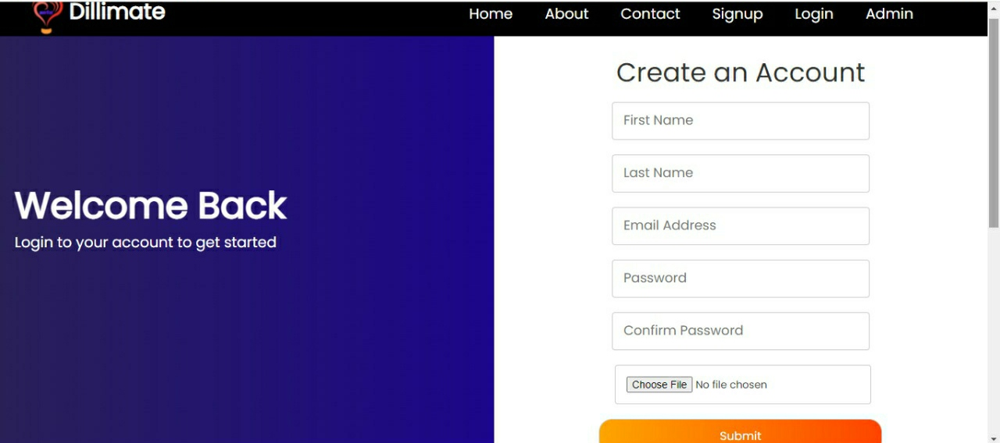 Dillimate
Home About Contact Signup Login Admin
Welcome Back
Login to your account to get started
Create an Account
First Name
Last Name
Email Address
Password
Confirm Password
Choose File No file chosen
Submit